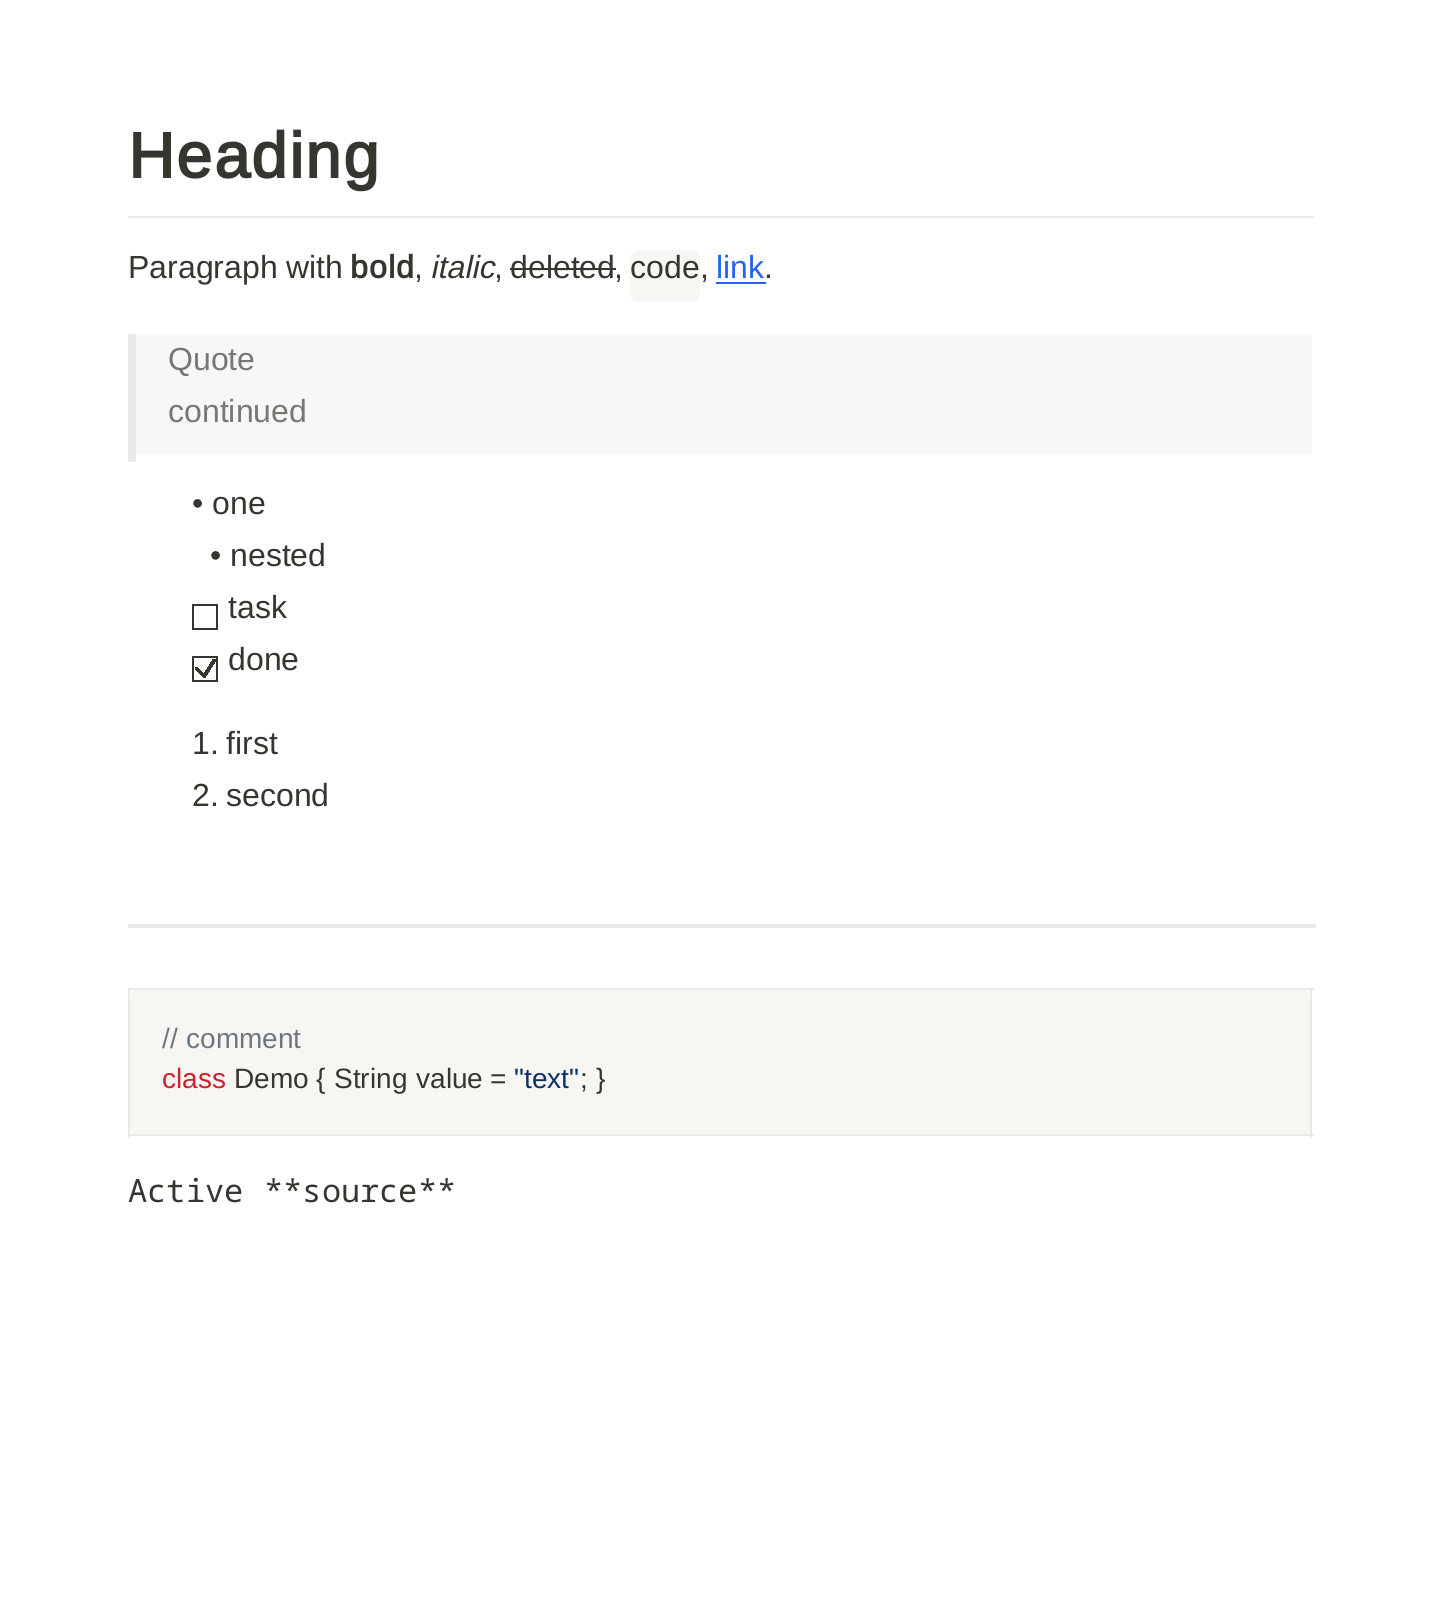 Heading
Paragraph with bold, italic, deleted, code, link.
Quote
continued
• one
• nested
☐ task
☑ done
1. first
2. second
// comment
class Demo { String value = "text"; }
Active **source**